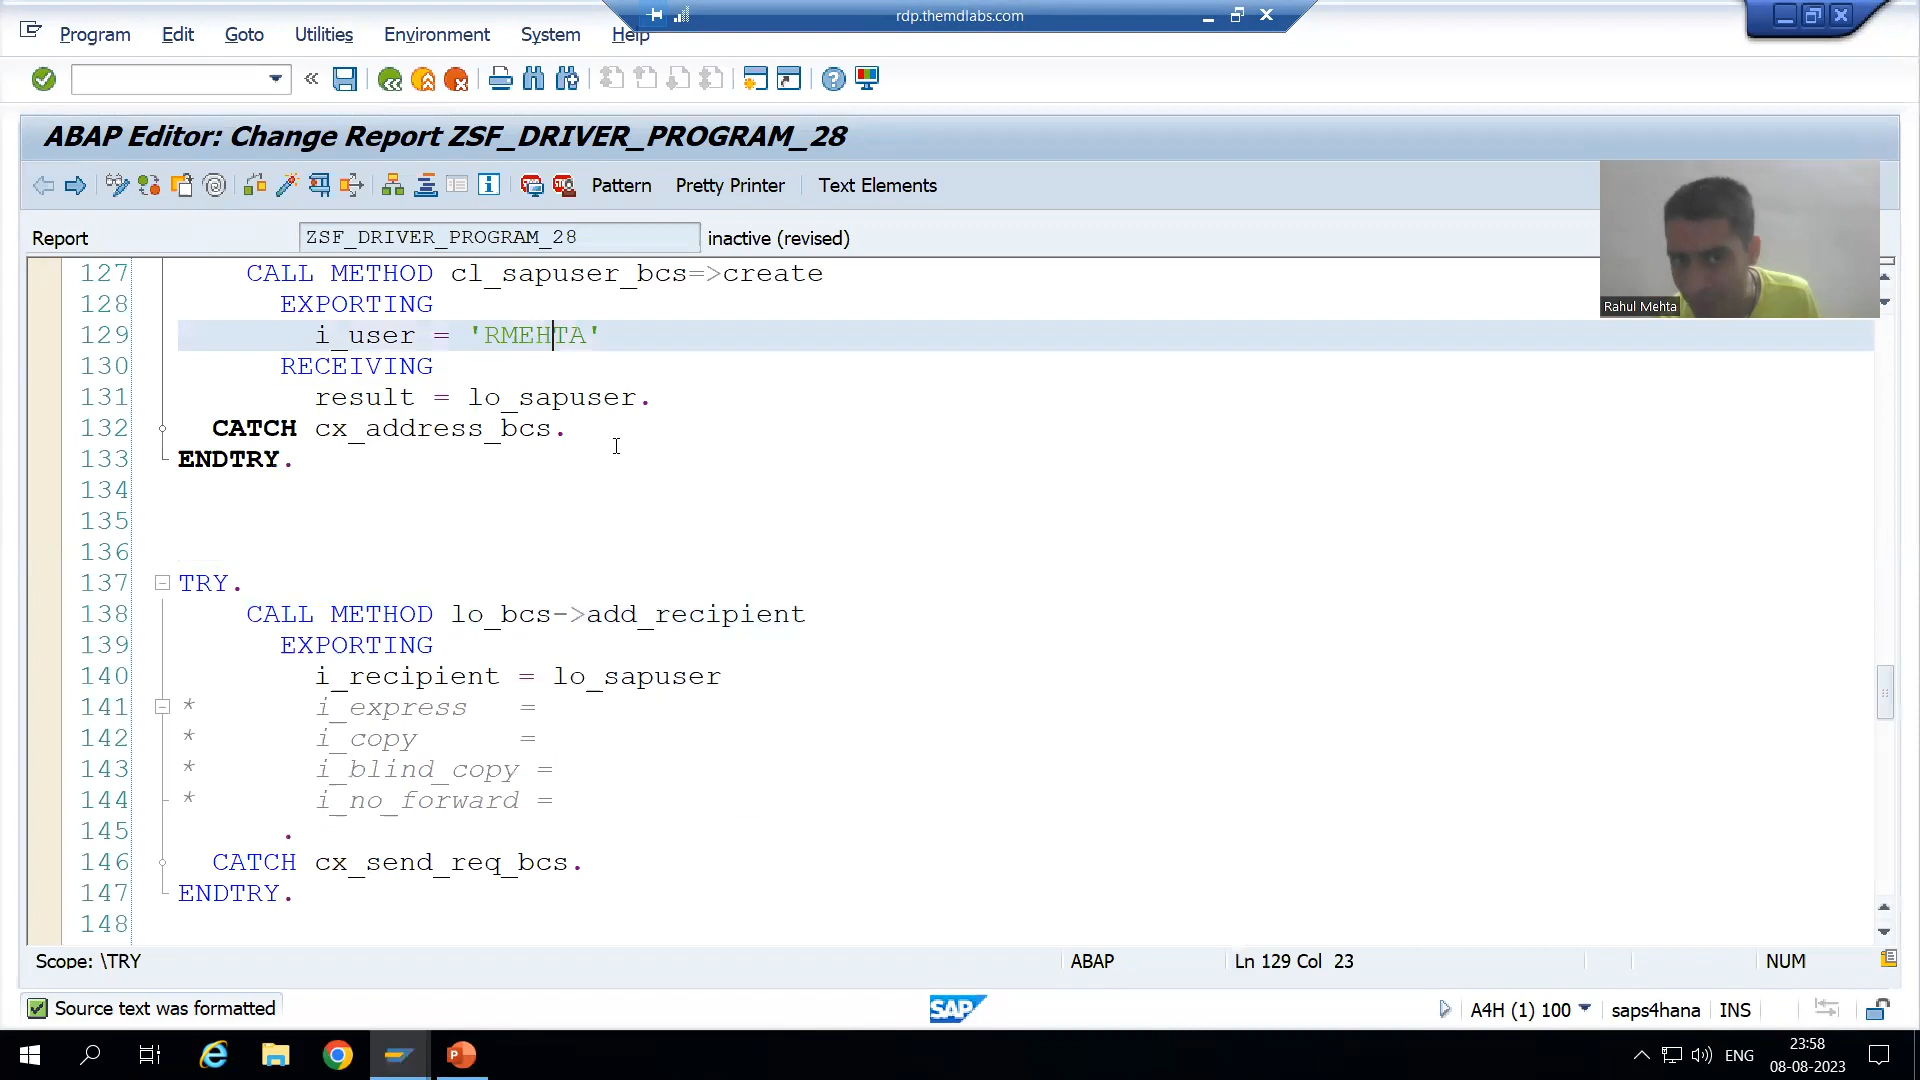 rdp.themdlabs.com
Program Edit Goto Utilities Environment System Help
ABAP Editor: Change Report ZSF_DRIVER_PROGRAM_28
Pattern Pretty Printer Text Elements
Report ZSF_DRIVER_PROGRAM_28 inactive (revised)
Rahul Mehta
127 CALL METHOD cl_sapuser_bcs=>create
128 EXPORTING
129 i_user = 'RMEHTA'
130 RECEIVING
131 result = lo_sapuser.
132 CATCH cx_address_bcs.
133 ENDTRY.
134
135
136
137 TRY.
138 CALL METHOD lo_bcs->add_recipient
139 EXPORTING
140 i_recipient = lo_sapuser
141 * i_express =
142 * i_copy =
143 * i_blind_copy =
144 * i_no_forward =
145 .
146 CATCH cx_send_req_bcs.
147 ENDTRY.
148
Scope: \TRY ABAP Ln 129 Col 23 NUM
Source text was formatted SAP A4H (1) 100 saps4hana INS
ENG 23:58
08-08-2023